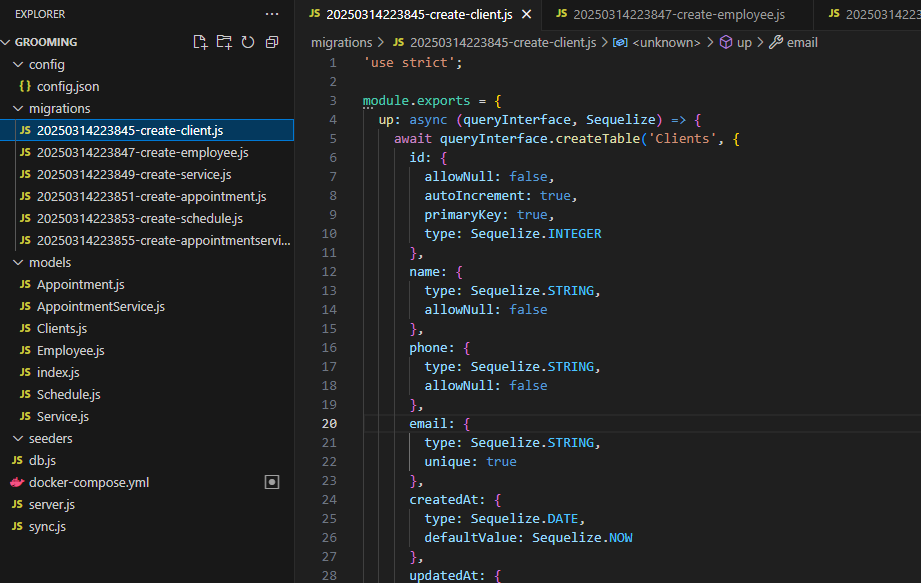 EXPLORER
GROOMING
config
{} config.json
migrations
JS 20250314223845-create-client.js
JS 20250314223847-create-employee.js
JS 20250314223849-create-service.js
JS 20250314223851-create-appointment.js
JS 20250314223853-create-schedule.js
JS 20250314223855-create-appointmentservi...
models
JS Appointment.js
JS AppointmentService.js
JS Clients.js
JS Employee.js
JS index.js
JS Schedule.js
JS Service.js
seeders
JS db.js
docker-compose.yml
JS server.js
JS sync.js
JS 20250314223845-create-client.js
JS 20250314223847-create-employee.js
JS 20250314223
migrations > JS 20250314223845-create-client.js > <unknown> > up > email
1 'use strict';
2
3 module.exports = {
4 up: async (queryInterface, Sequelize) => {
5 await queryInterface.createTable('Clients', {
6 id: {
7 allowNull: false,
8 autoIncrement: true,
9 primaryKey: true,
10 type: Sequelize.INTEGER
11 },
12 name: {
13 type: Sequelize.STRING,
14 allowNull: false
15 },
16 phone: {
17 type: Sequelize.STRING,
18 allowNull: false
19 },
20 email: {
21 type: Sequelize.STRING,
22 unique: true
23 },
24 createdAt: {
25 type: Sequelize.DATE,
26 defaultValue: Sequelize.NOW
27 },
28 updatedAt: {